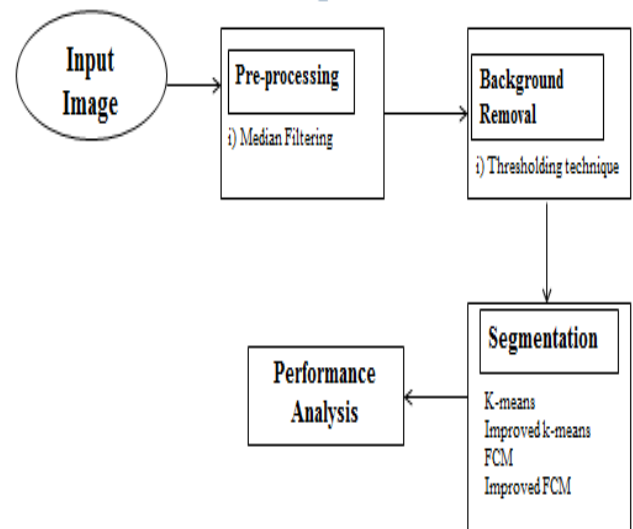 Input
Image
Pre-processing
i) Median Filtering
Background
Removal
i) Thresholding technique
Segmentation
K-means
Improved k-means
FCM
Improved FCM
Performance
Analysis